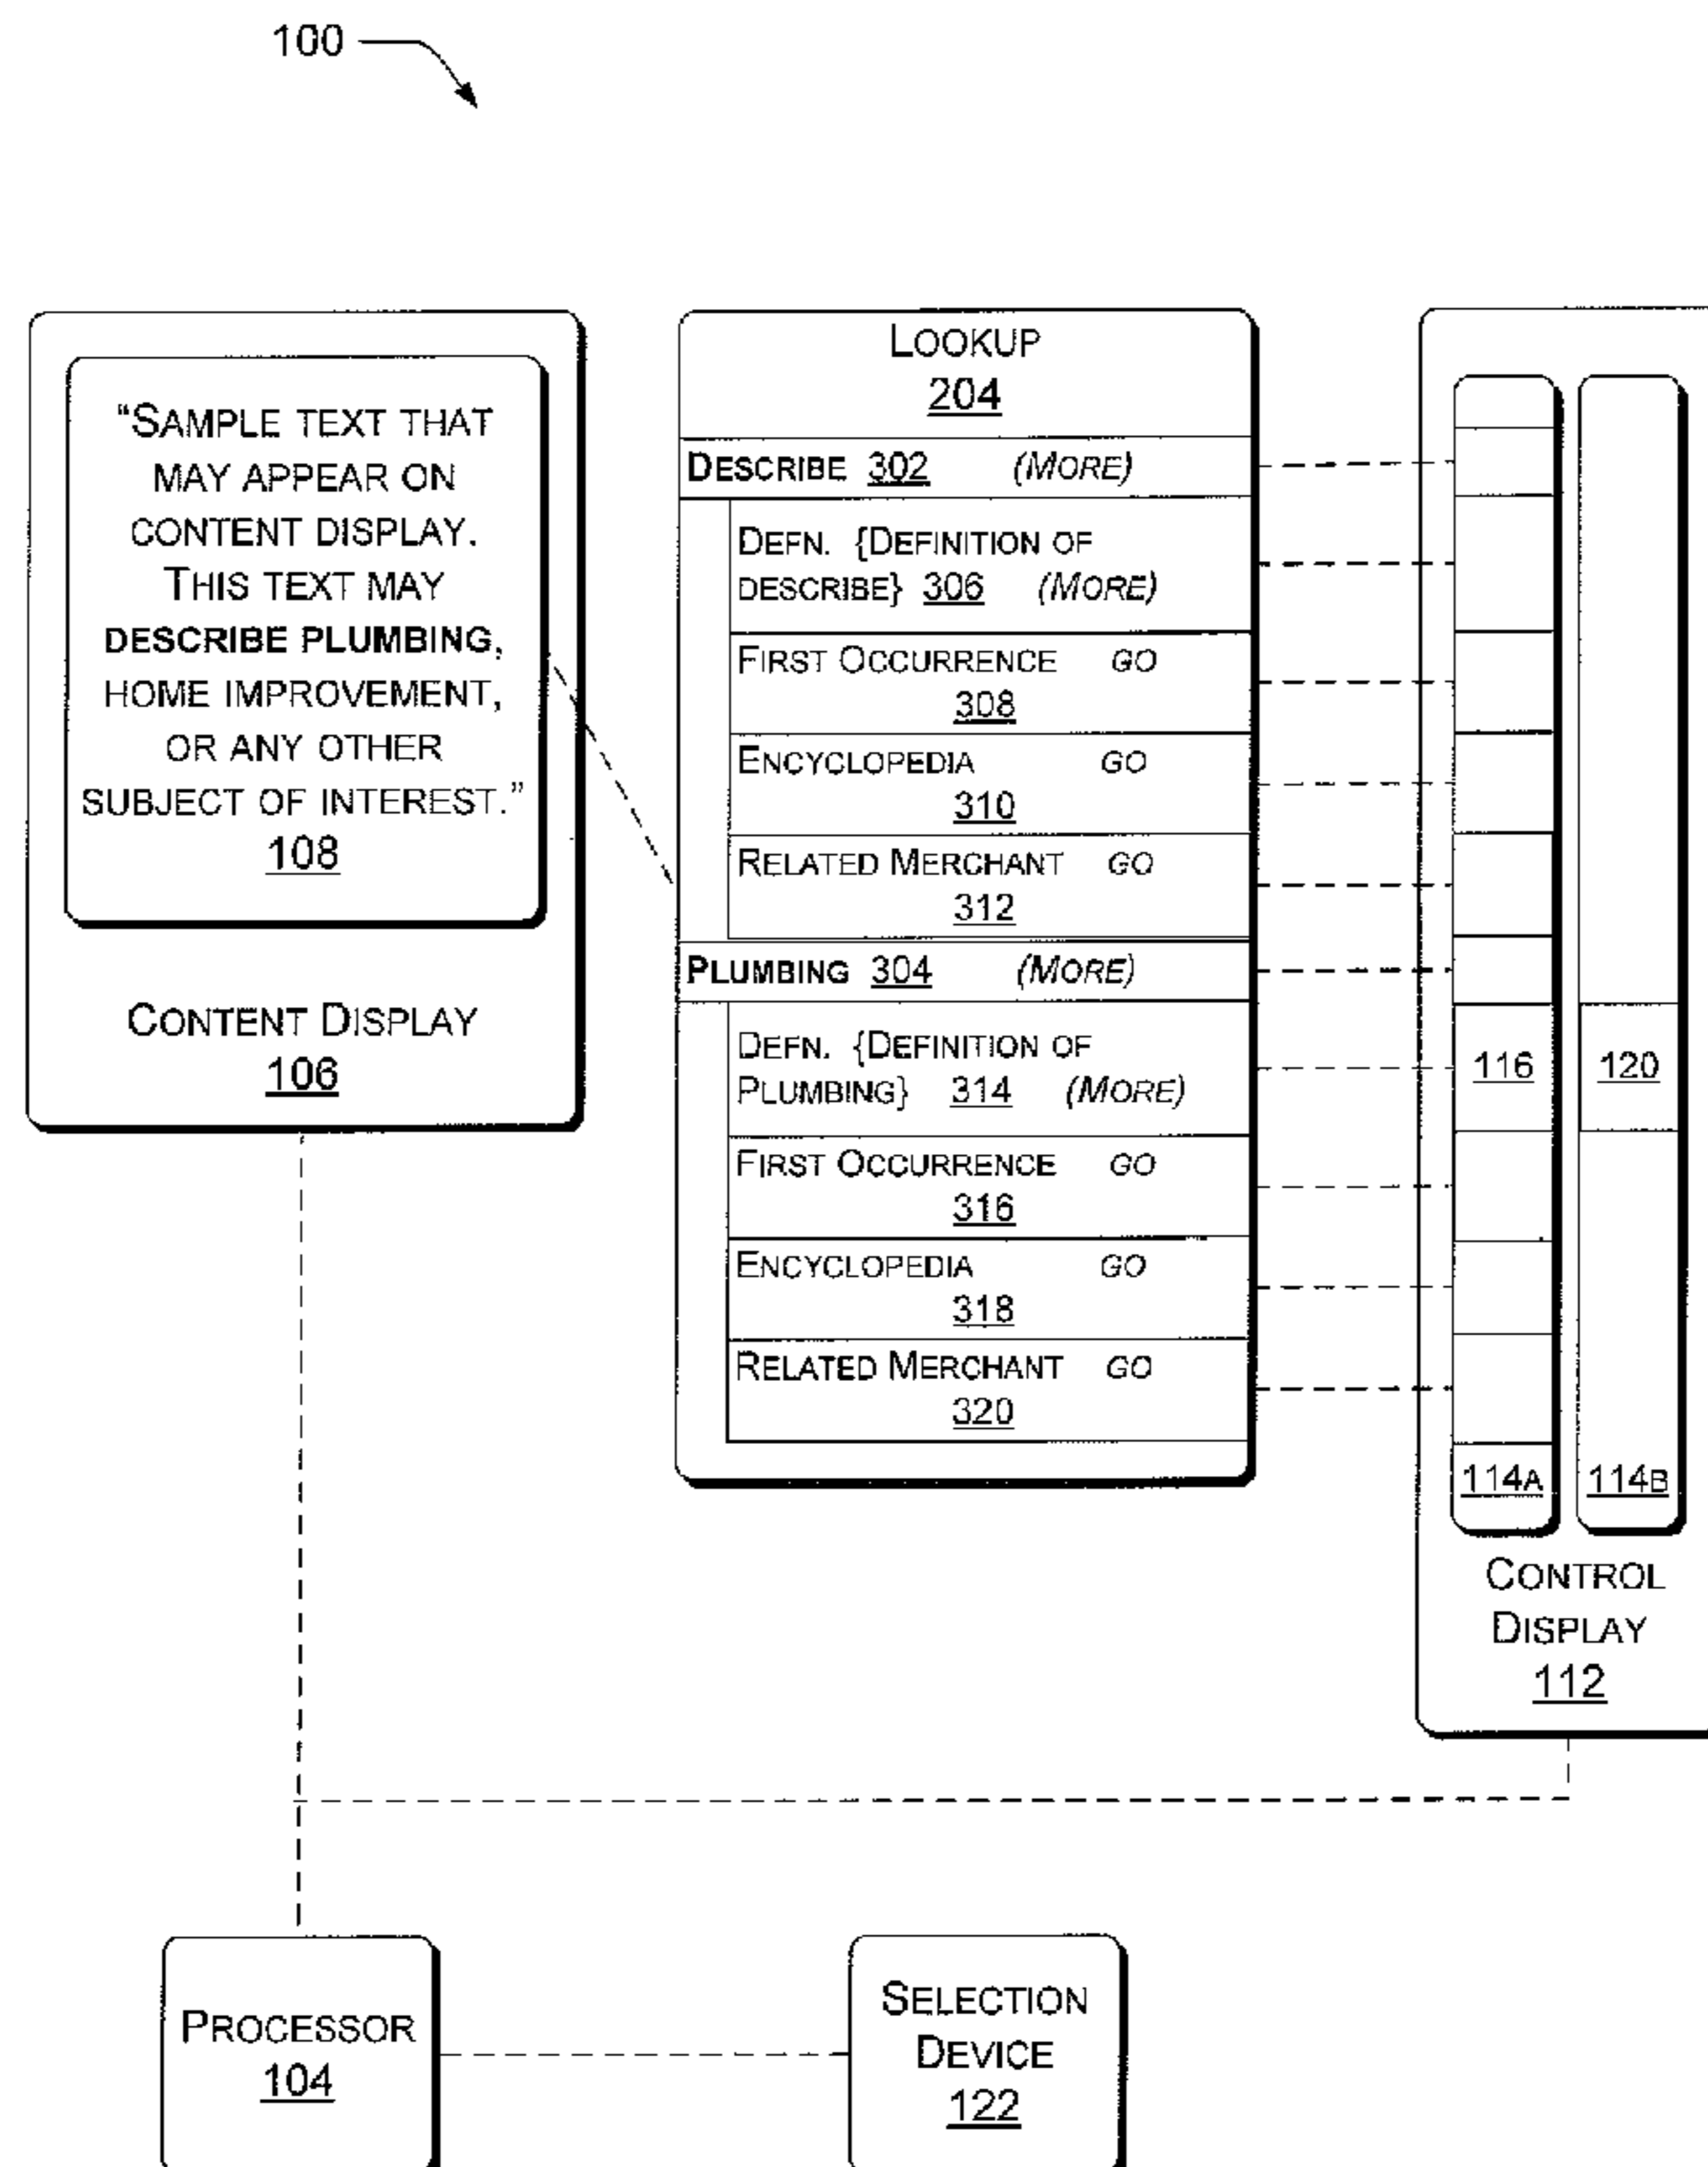 100
"SAMPLE TEXT THAT
MAY APPEAR ON
CONTENT DISPLAY.
THIS TEXT MAY
DESCRIBE PLUMBING,
HOME IMPROVEMENT,
OR ANY OTHER
SUBJECT OF INTEREST."
108
CONTENT DISPLAY
106
LOOKUP
204
DESCRIBE 302 (MORE)
DEFN. {DEFINITION OF
DESCRIBE} 306 (MORE)
FIRST OCCURRENCE GO
308
ENCYCLOPEDIA GO
310
RELATED MERCHANT GO
312
PLUMBING 304 (MORE)
DEFN. {DEFINITION OF
PLUMBING} 314 (MORE)
FIRST OCCURRENCE GO
316
ENCYCLOPEDIA GO
318
RELATED MERCHANT GO
320
116
120
114A
114B
CONTROL
DISPLAY
112
PROCESSOR
104
SELECTION
DEVICE
122